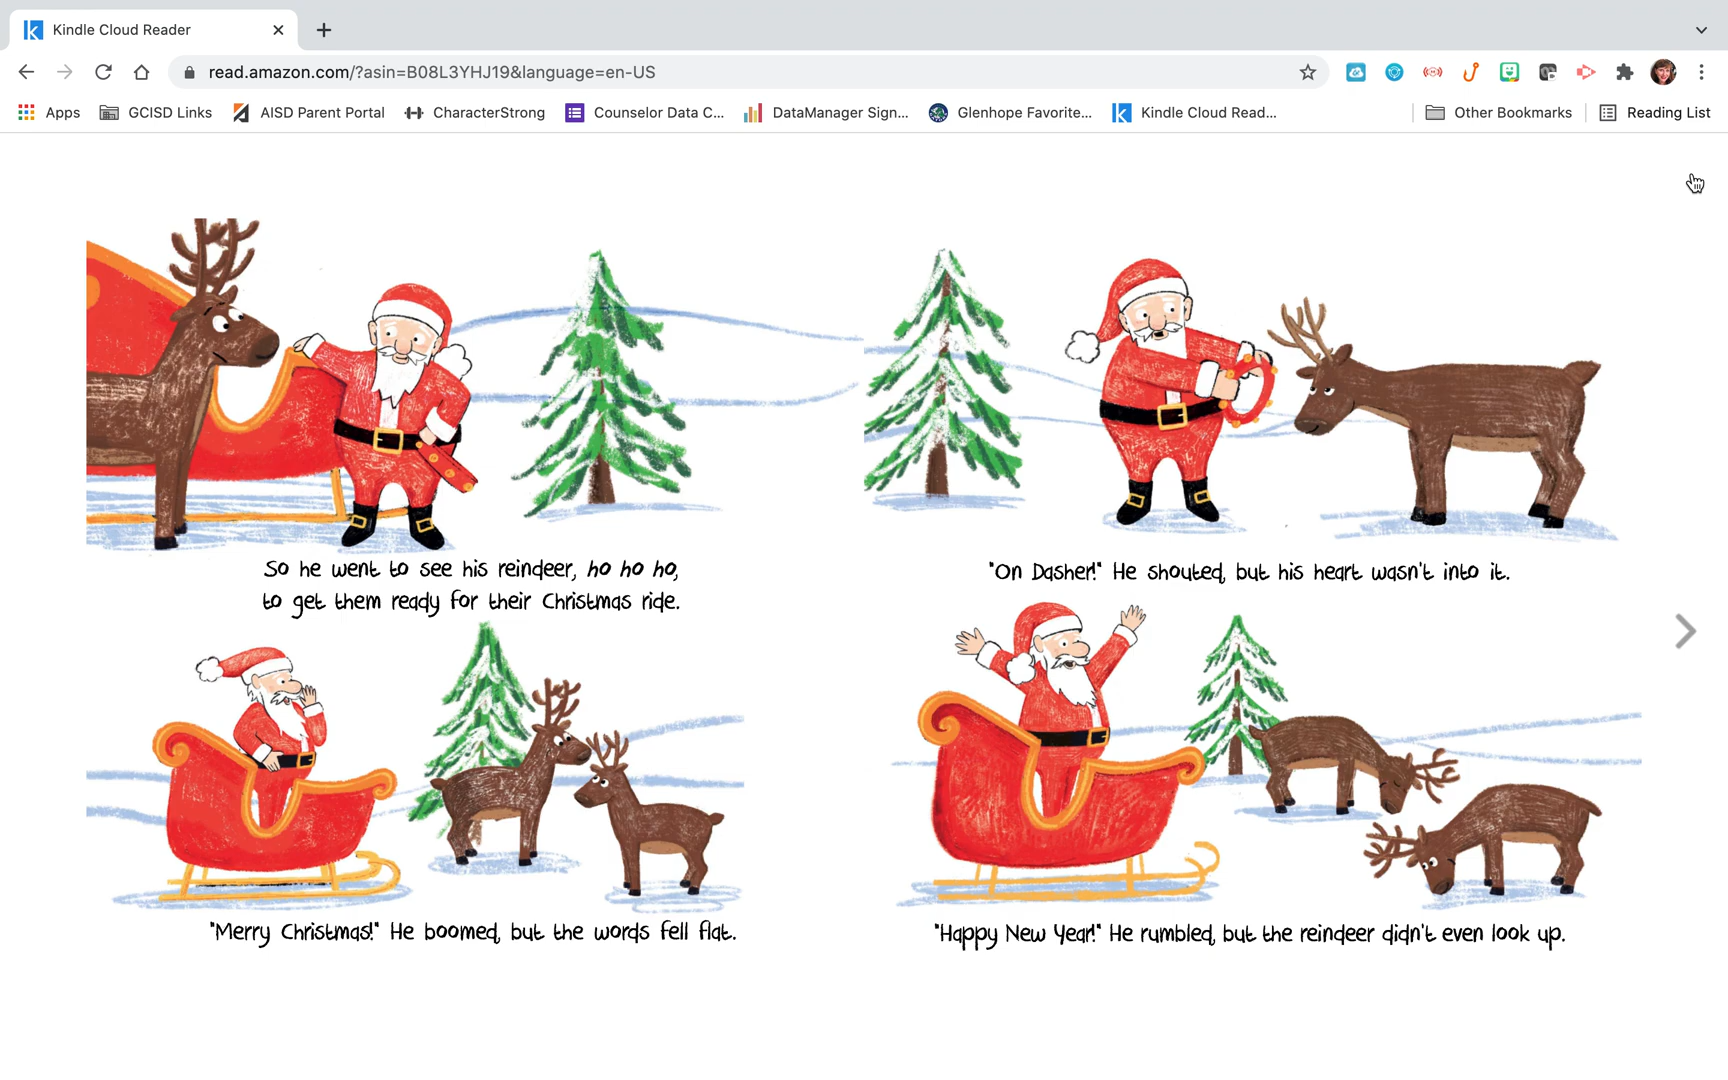 Kindle Cloud Reader
read.amazon.com/?asin=B08L3YHJ19&language=en-US
Apps
GCISD Links
AISD Parent Portal
CharacterStrong
Counselor Data C...
DataManager Sign...
Glenhope Favorite...
Kindle Cloud Read...
Other Bookmarks
Reading List
So he went to see his reindeer, ho ho ho,
to get them ready for their Christmas ride.
"On Dasher!" He shouted, but his heart wasn't into it.
"Merry Christmas!" He boomed, but the words fell flat.
"Happy New Year!" He rumbled, but the reindeer didn't even look up.